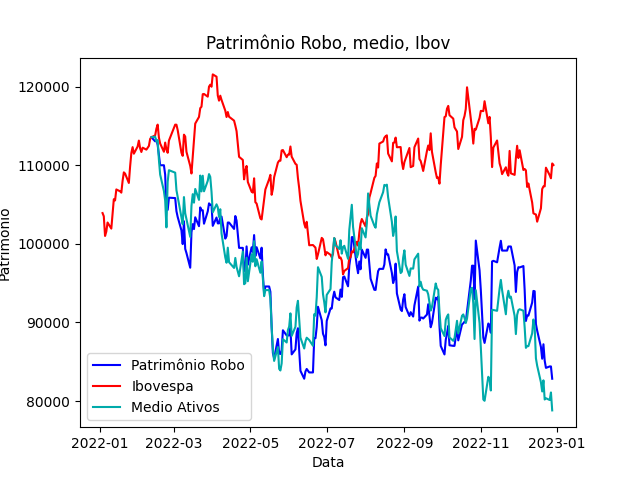 Patrimônio Robo, medio, Ibov
120000
110000
100000
90000
80000
Patrimonio
Patrimônio Robo
Ibovespa
Medio Ativos
2022-01 2022-03 2022-05 2022-07 2022-09 2022-11 2023-01
Data